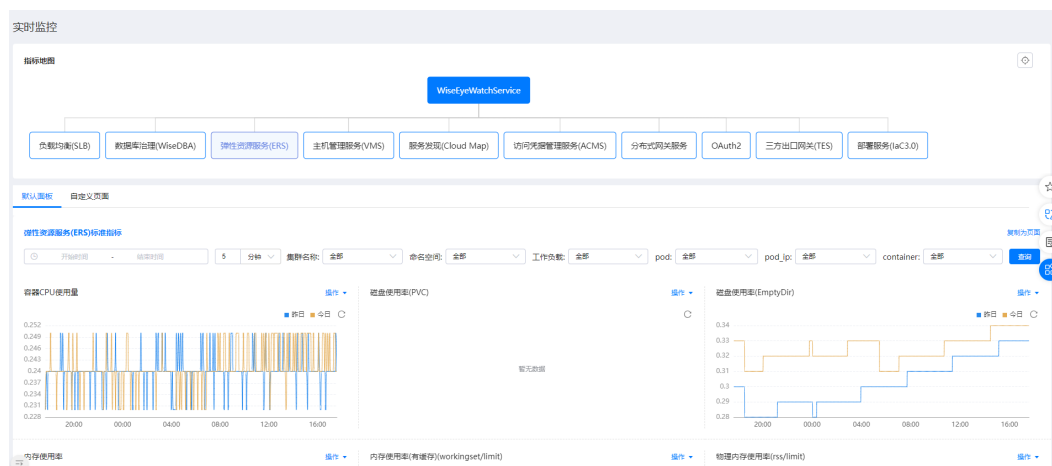 实时监控
指标地图
WiseEyeWatchService
负载均衡(SLB) 数据库治理(WiseDBA) 弹性资源服务(ERS) 主机管理服务(VMS) 服务发现(Cloud Map) 访问凭据管理服务(ACMS) 分布式网关服务 OAuth2 三方出口网关(TES) 部署服务(IaC3.0)
默认面板 自定义页面
弹性资源服务(ERS)标准指标 复制为页面
开始时间 - 结束时间 5 分钟 集群名称: 全部 命名空间: 全部 工作负载: 全部 pod: 全部 pod_ip: 全部 container: 全部 查询
容器CPU使用量 操作 磁盘使用率(PVC) 操作 磁盘使用率(EmptyDir) 操作
昨日 今日 昨日 今日
0.252
0.249
0.246
0.243
0.24
0.237
0.234
0.231
0.228
20:00 00:00 04:00 08:00 12:00 16:00
暂无数据
0.34
0.33
0.32
0.31
0.3
0.29
0.28
20:00 00:00 04:00 08:00 12:00 16:00
内存使用率 操作 内存使用率(有缓存)(workingset/limit) 操作 物理内存使用率(rss/limit) 操作